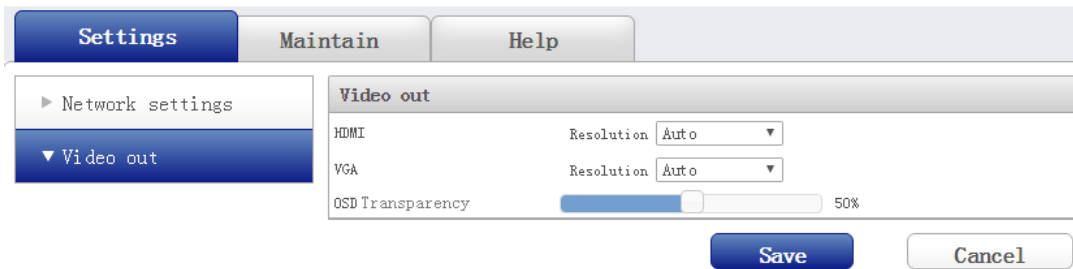 Settings Maintain Help
Network settings
Video out
Video out
HDMI Resolution Auto
VGA Resolution Auto
OSD Transparency 50%
Save Cancel